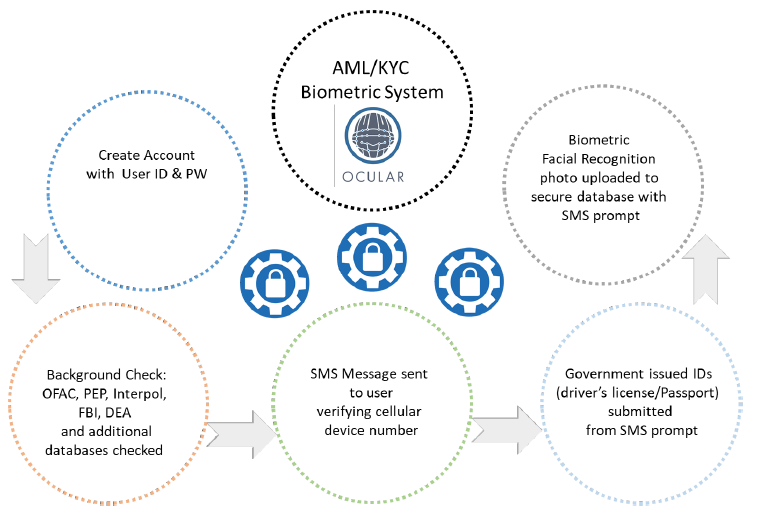 AML/KYC
Biometric System
OCULAR
Create Account
with User ID & PW
Biometric
Facial Recognition
photo uploaded to
secure database with
SMS prompt
Background Check:
OFAC, PEP, Interpol,
FBI, DEA
and additional
databases checked
SMS Message sent
to user
verifying cellular
device number
Government issued IDs
(driver’s license/Passport)
submitted
from SMS prompt